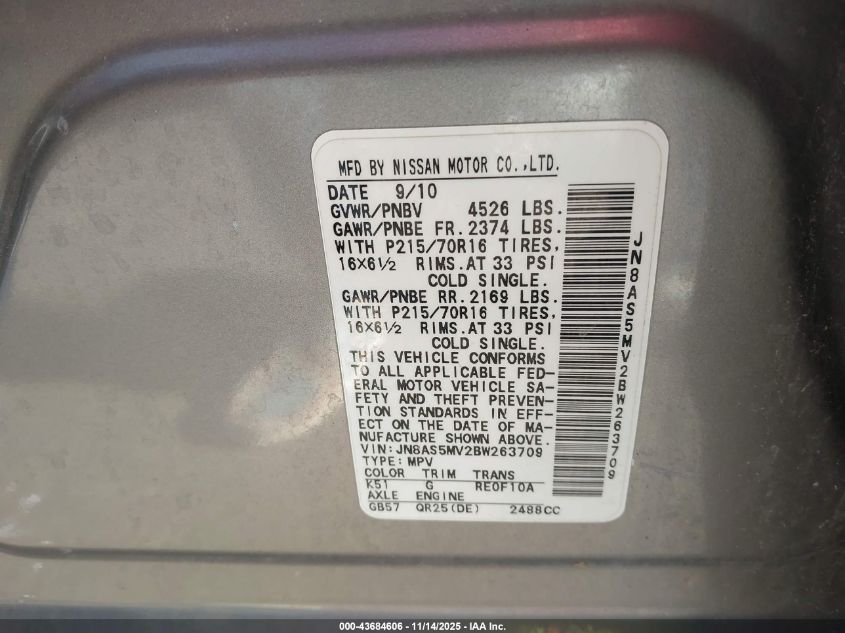 MFD BY NISSAN MOTOR CO.,LTD.
DATE 9/10
GVWR/PNBV 4526 LBS.
GAWR/PNBE FR. 2374 LBS.
WITH P215/70R16 TIRES,
16X6½ RIMS.AT 33 PSI
COLD SINGLE.
GAWR/PNBE RR. 2169 LBS.
WITH P215/70R16 TIRES,
16X6½ RIMS.AT 33 PSI
COLD SINGLE.
THIS VEHICLE CONFORMS
TO ALL APPLICABLE FED-
ERAL MOTOR VEHICLE SA-
FETY AND THEFT PREVEN-
TION STANDARDS IN EFF-
ECT ON THE DATE OF MA-
NUFACTURE SHOWN ABOVE.
VIN:JN8AS5MV2BW263709
TYPE:MPV
COLOR TRIM TRANS
K51 G RE0F10A
AXLE ENGINE
GB57 QR25(DE) 2488CC
JN8AS5MV2BW263709
000-43684606 - 11/14/2025 - IAA Inc.